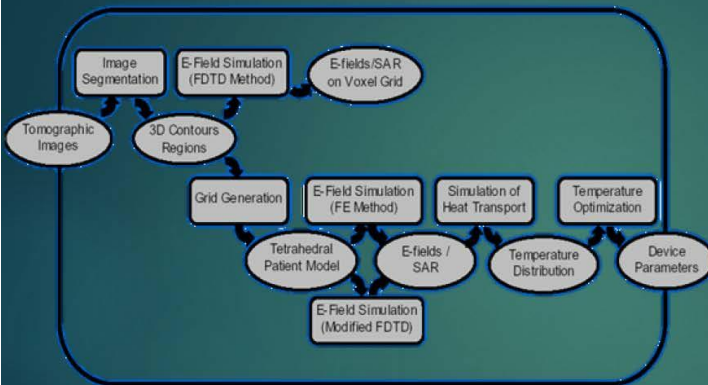 Image
Segmentation
E-Field Simulation
(FDTD Method)
E-fields/SAR
on Voxel Grid
Tomographic
Images
3D Contours
Regions
Grid Generation
E-Field Simulation
(FE Method)
Simulation of
Heat Transport
Temperature
Optimization
Tetrahedral
Patient Model
E-fields /
SAR
Temperature
Distribution
Device
Parameters
E-Field Simulation
(Modified FDTD)